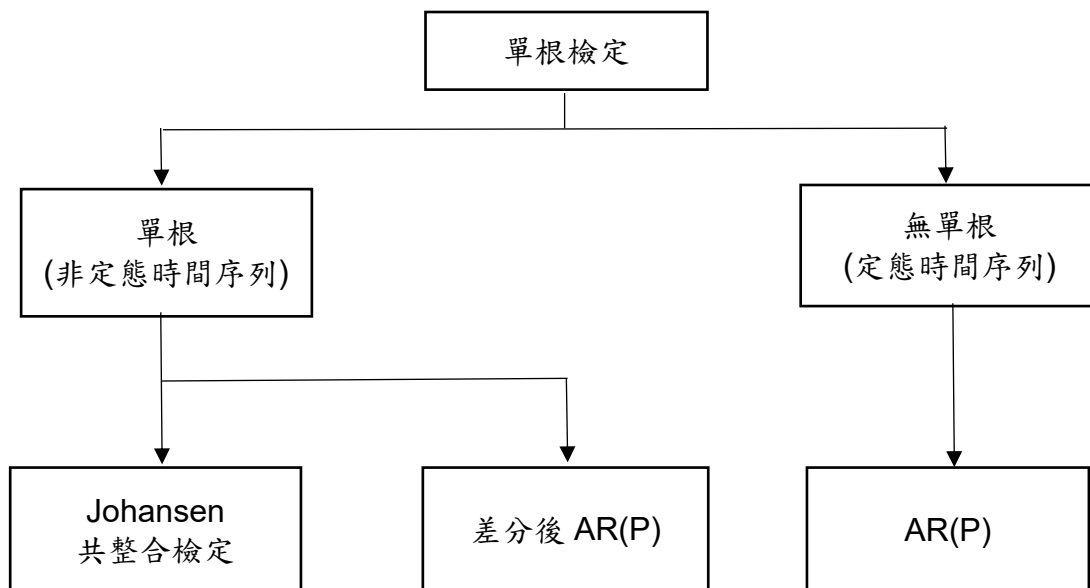 單根檢定
單根
(非定態時間序列)
無單根
(定態時間序列)
Johansen
共整合檢定
差分後 AR(P)
AR(P)